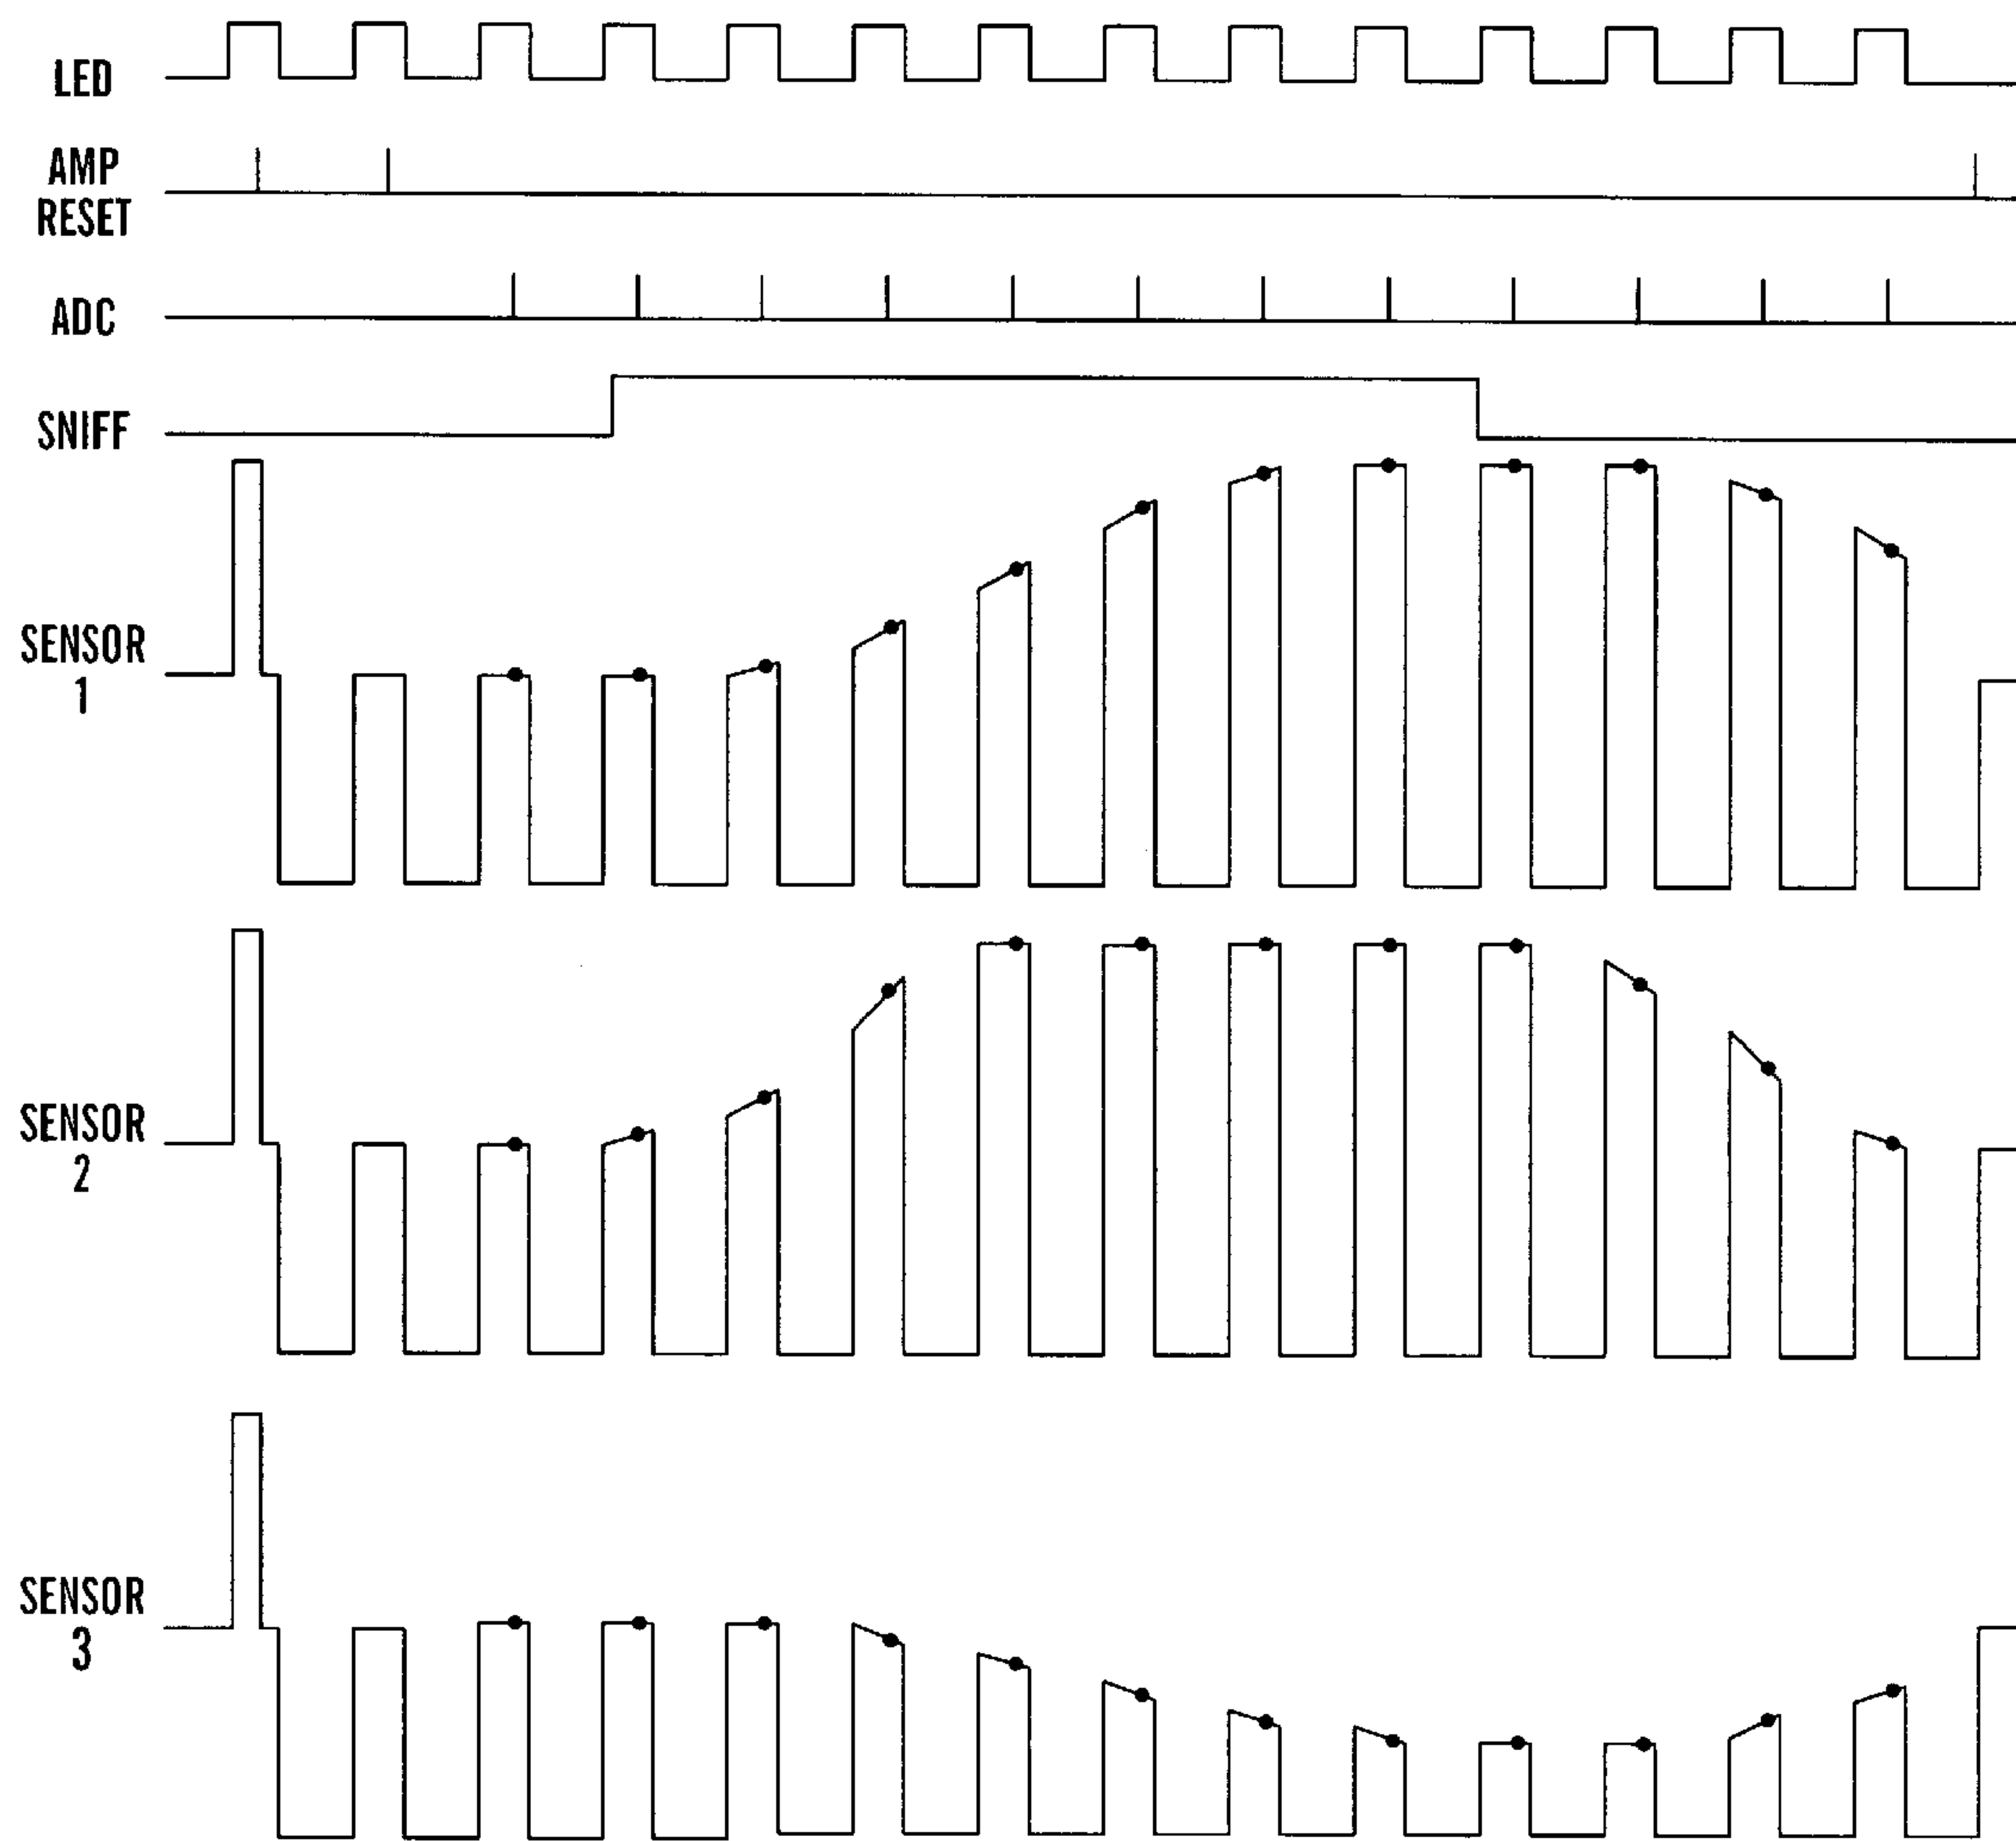 LED
AMP
RESET
ADC
SNIFF
SENSOR
1
SENSOR
2
SENSOR
3